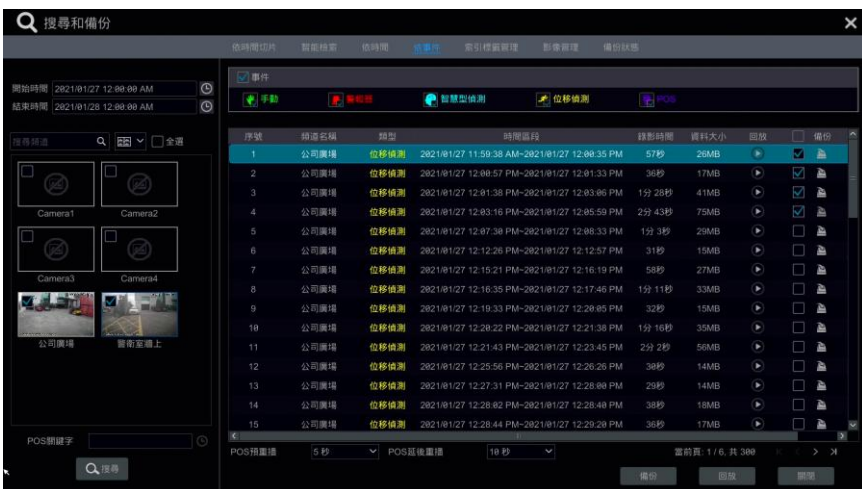 搜尋和備份
依時間切片 智能檢索 依時間 依事件 索引標籤管理 影像管理 備份狀態
開始時間 2021/01/27 12:00:00 AM
結束時間 2021/01/28 12:00:00 AM
搜尋頻道 全選
Camera1 Camera2
Camera3 Camera4
公司廣場 警衛室牆上
POS關鍵字
搜尋
事件
手動 警報器 智慧型偵測 位移偵測 POS
序號 頻道名稱 類型 時間區段 錄影時間 資料大小 回放 備份
1 公司廣場 位移偵測 2021/01/27 11:59:38 AM~2021/01/27 12:00:35 PM 57秒 26MB
2 公司廣場 位移偵測 2021/01/27 12:00:57 PM~2021/01/27 12:01:33 PM 36秒 17MB
3 公司廣場 位移偵測 2021/01/27 12:01:38 PM~2021/01/27 12:03:06 PM 1分 28秒 41MB
4 公司廣場 位移偵測 2021/01/27 12:03:16 PM~2021/01/27 12:05:59 PM 2分 43秒 75MB
5 公司廣場 位移偵測 2021/01/27 12:07:30 PM~2021/01/27 12:08:33 PM 1分 3秒 29MB
6 公司廣場 位移偵測 2021/01/27 12:12:26 PM~2021/01/27 12:12:57 PM 31秒 15MB
7 公司廣場 位移偵測 2021/01/27 12:15:21 PM~2021/01/27 12:16:19 PM 58秒 27MB
8 公司廣場 位移偵測 2021/01/27 12:16:35 PM~2021/01/27 12:17:46 PM 1分 11秒 33MB
9 公司廣場 位移偵測 2021/01/27 12:19:33 PM~2021/01/27 12:20:05 PM 32秒 15MB
10 公司廣場 位移偵測 2021/01/27 12:20:22 PM~2021/01/27 12:21:38 PM 1分 16秒 35MB
11 公司廣場 位移偵測 2021/01/27 12:21:43 PM~2021/01/27 12:23:45 PM 2分 2秒 56MB
12 公司廣場 位移偵測 2021/01/27 12:25:56 PM~2021/01/27 12:26:26 PM 30秒 14MB
13 公司廣場 位移偵測 2021/01/27 12:27:31 PM~2021/01/27 12:28:00 PM 29秒 14MB
14 公司廣場 位移偵測 2021/01/27 12:28:02 PM~2021/01/27 12:28:40 PM 38秒 18MB
15 公司廣場 位移偵測 2021/01/27 12:28:44 PM~2021/01/27 12:29:20 PM 36秒 17MB
POS預重播 5 秒 POS延後重播 10 秒 當前頁: 1 / 6, 共 300
備份 回放 關閉